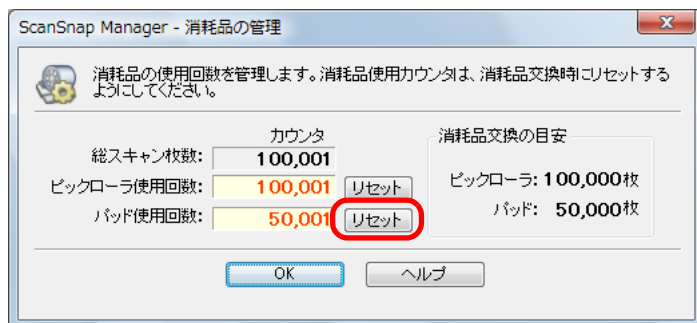 ScanSnap Manager - 消耗品の管理
消耗品の使用回数を管理します。消耗品使用カウンタは、消耗品交換時にリセットする
ようにしてください。
カウンタ
総スキャン枚数: 100,001
ピックローラ使用回数: 100,001 リセット
パッド使用回数: 50,001 リセット
消耗品交換の目安
ピックローラ: 100,000枚
パッド: 50,000枚
OK ヘルプ